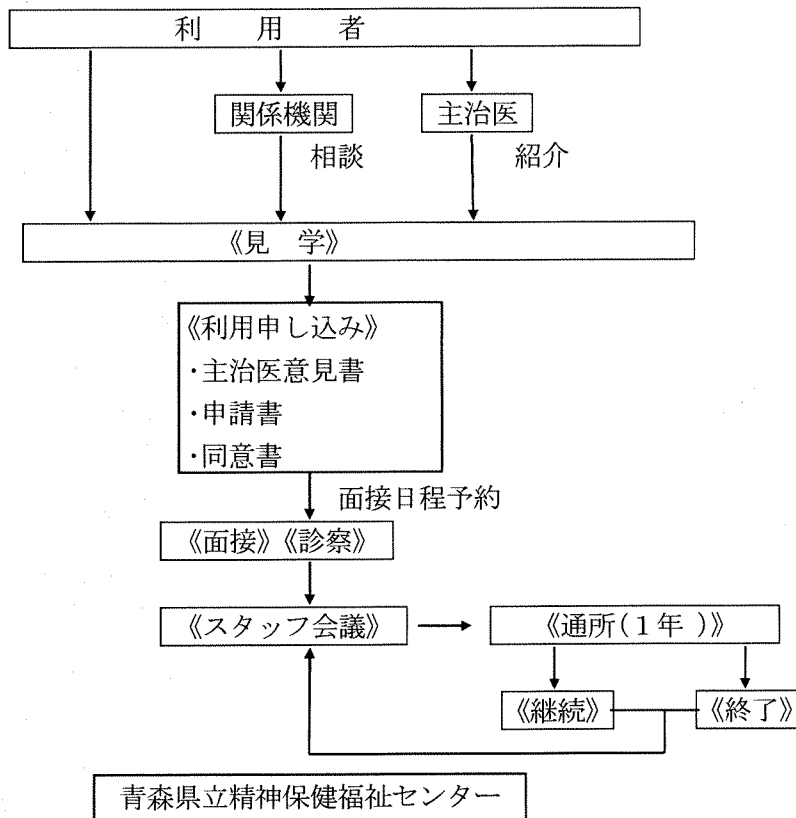 利用者
関係機関
主治医
相談
紹介
《見 学》
《利用申し込み》
・主治医意見書
・申請書
・同意書
面接日程予約
《面接》《診察》
《スタッフ会議》
《通所(１年 )》
《継続》
《終了》
青森県立精神保健福祉センター